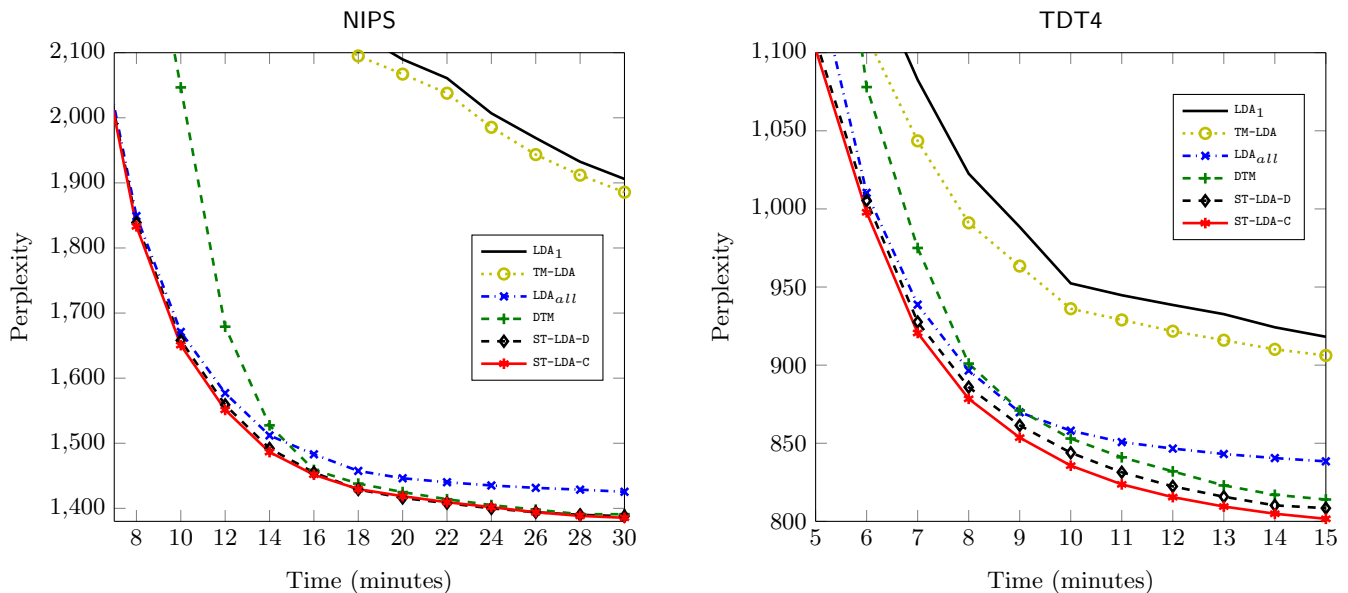 NIPS
2,100
2,000
1,900
1,800
1,700
1,600
1,500
1,400
Perplexity
LDA1
TM-LDA
LDAall
DTM
ST-LDA-D
ST-LDA-C
8 10 12 14 16 18 20 22 24 26 28 30
Time (minutes)
TDT4
1,100
1,050
1,000
950
900
850
800
Perplexity
LDA1
TM-LDA
LDAall
DTM
ST-LDA-D
ST-LDA-C
5 6 7 8 9 10 11 12 13 14 15
Time (minutes)